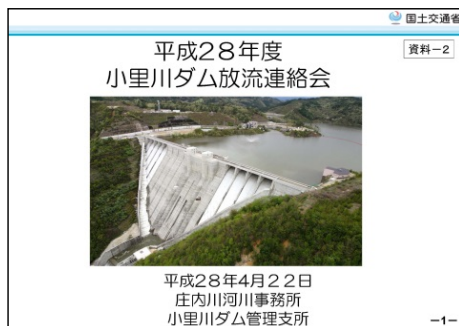 国土交通省
資料－2
平成２８年度
小里川ダム放流連絡会
平成２８年４月２２日
庄内川河川事務所
小里川ダム管理支所
－1－